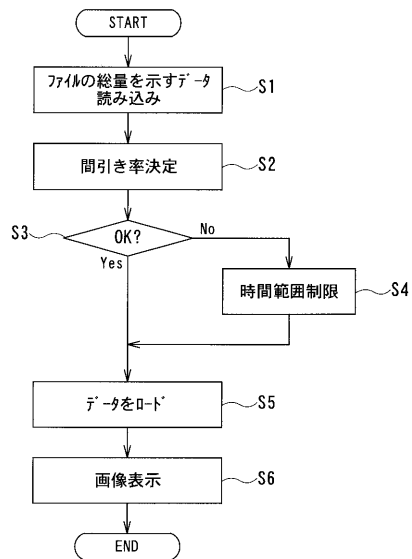 START
ﾌｧｲﾙの総量を示すﾃﾞｰﾀ
読み込み
S1
間引き率決定
S2
S3
OK?
No
Yes
時間範囲制限
S4
ﾃﾞｰﾀをﾛｰﾄﾞ
S5
画像表示
S6
END